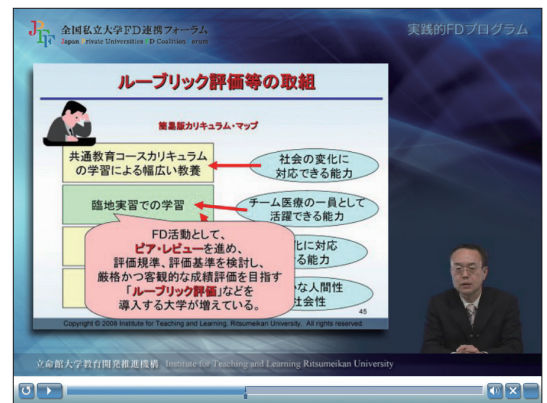 全国私立大学FD連携フォーラム
Japan Private Universities FD Coalition Forum
実践的FDプログラム
ルーブリック評価等の取組
簡易版カリキュラム・マップ
共通教育コースカリキュラム
の学習による幅広い教養
社会の変化に
対応できる能力
臨地実習での学習
チーム医療の一員として
活躍できる能力
FD活動として、
ピア・レビューを進め、
評価規準、評価基準を検討し、
厳格かつ客観的な成績評価を目指す
「ルーブリック評価」などを
導入する大学が増えている。
化に対応
る能力
な人間性
社会性
45
Copyright © 2009 Institute for Teaching and Learning, Ritsumeikan University, All rights reserved
立命館大学教育開発推進機構 Institute for Teaching and Learning Ritsumeikan University